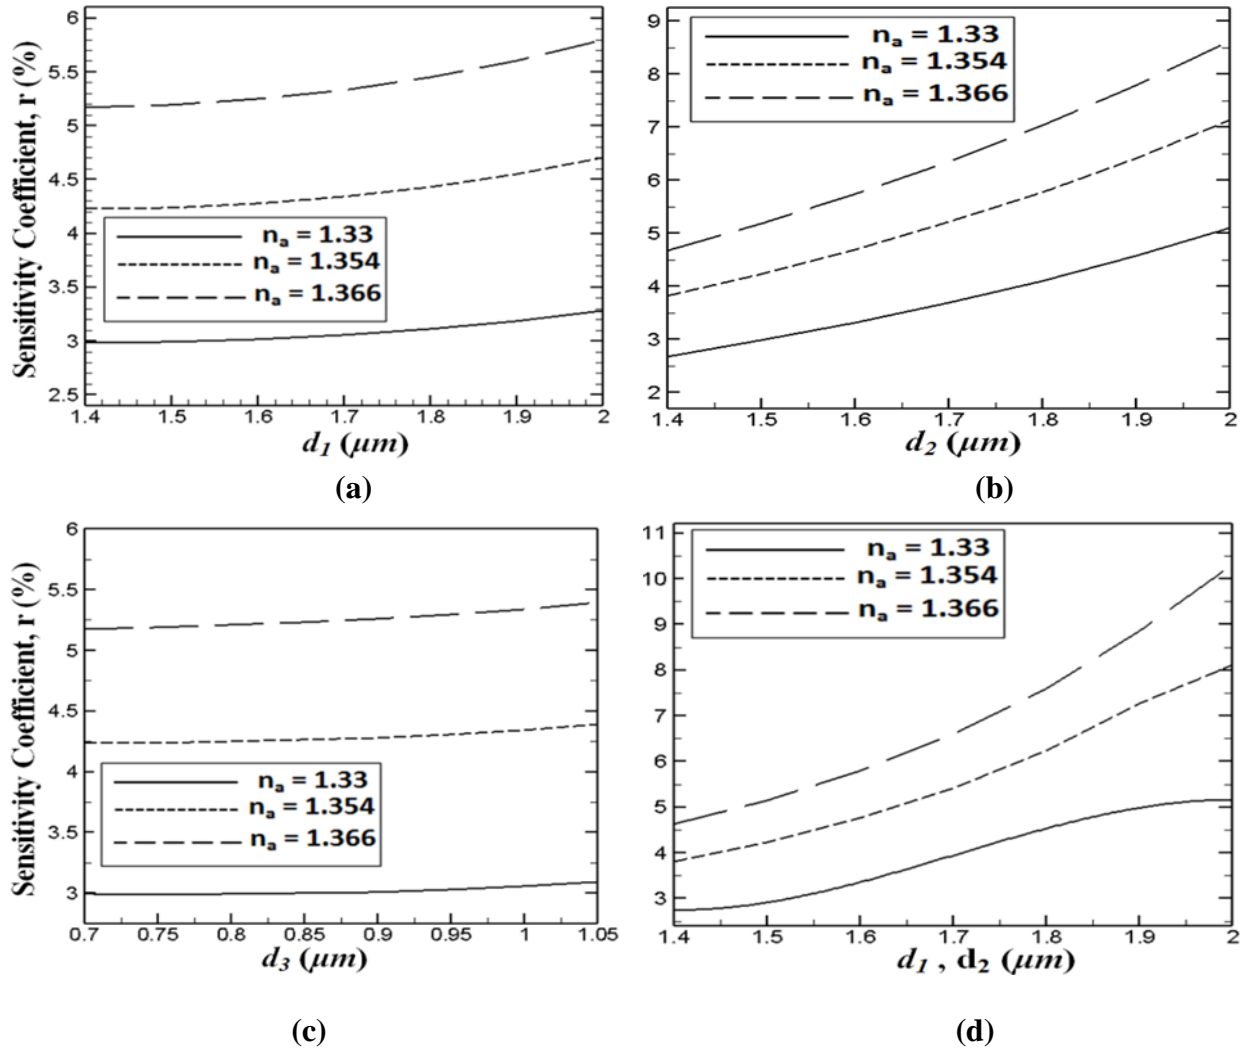 6
5.5
5
4.5
4
3.5
3
2.5
1.4 1.5 1.6 1.7 1.8 1.9 2
Sensitivity Coefficient, r (%)
nₐ = 1.33
nₐ = 1.354
nₐ = 1.366
d₁ (μm)
(a)
9
8
7
6
5
4
3
2
1.4 1.5 1.6 1.7 1.8 1.9 2
nₐ = 1.33
nₐ = 1.354
nₐ = 1.366
d₂ (μm)
(b)
6
5.5
5
4.5
4
3.5
3
0.7 0.75 0.8 0.85 0.9 0.95 1 1.05
Sensitivity Coefficient, r (%)
nₐ = 1.33
nₐ = 1.354
nₐ = 1.366
d₃ (μm)
(c)
11
10
9
8
7
6
5
4
3
1.4 1.5 1.6 1.7 1.8 1.9 2
nₐ = 1.33
nₐ = 1.354
nₐ = 1.366
d₁ , d₂ (μm)
(d)